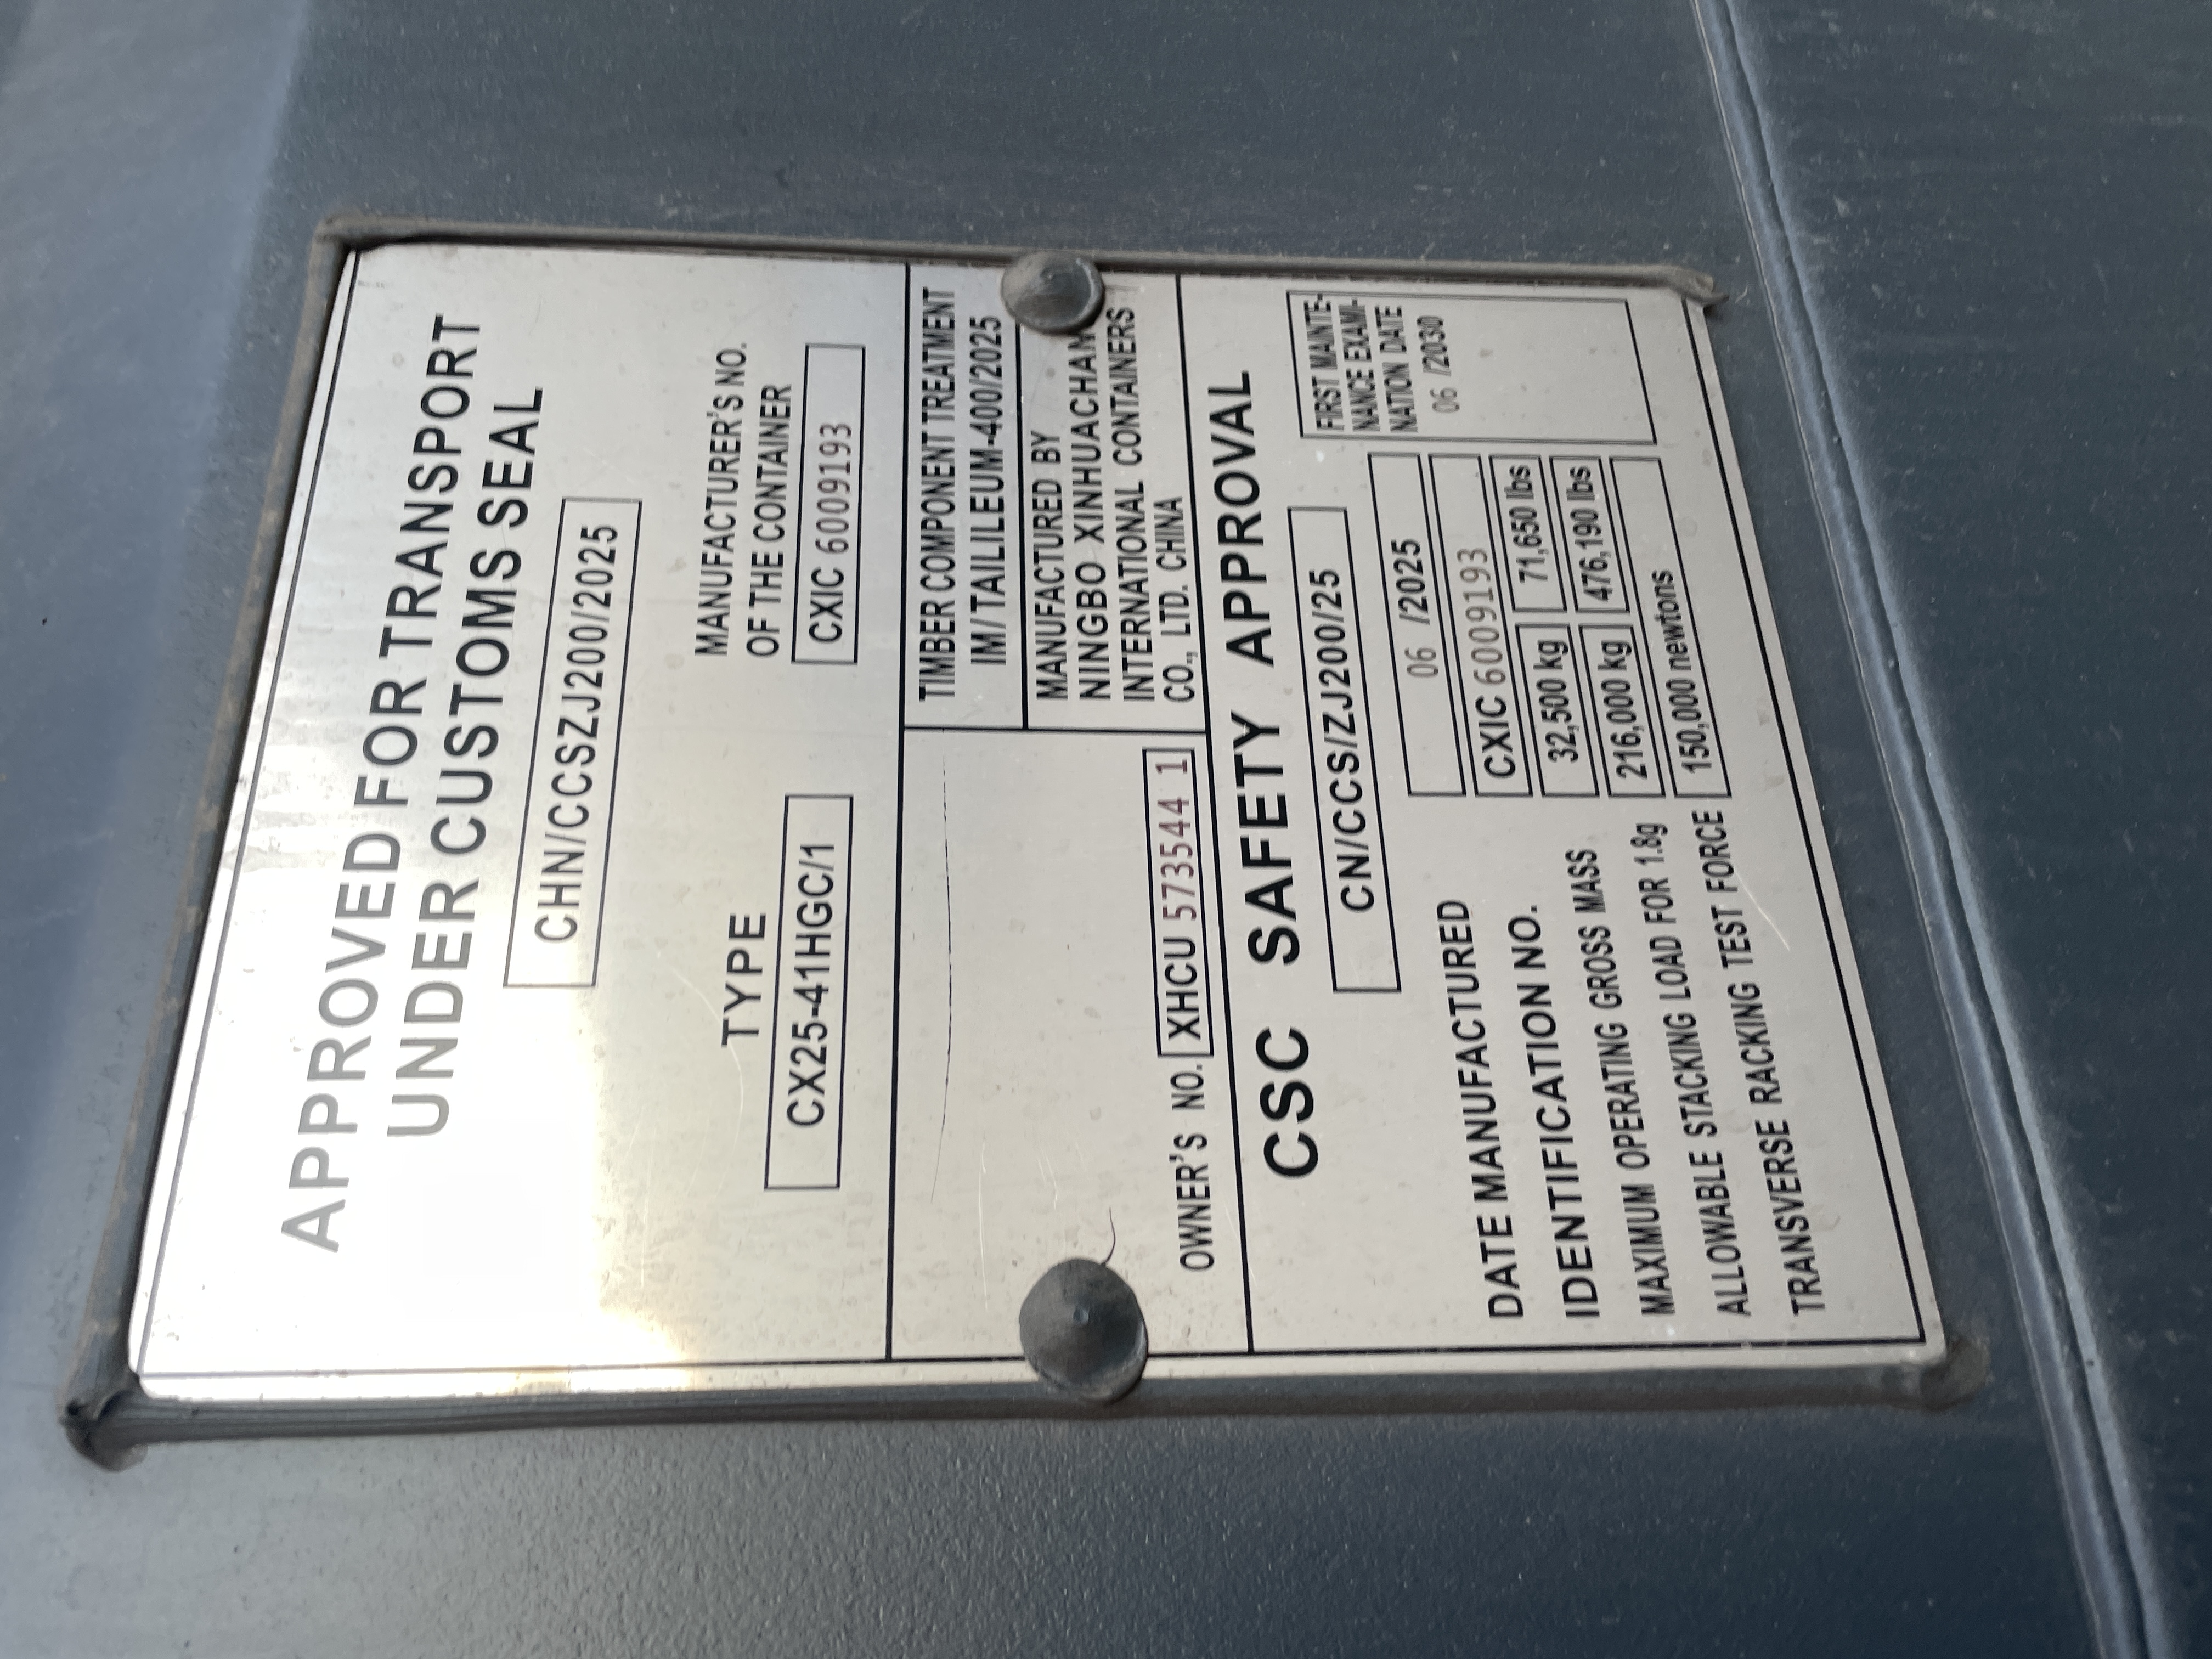 APPROVED FOR TRANSPORT
UNDER CUSTOMS SEAL
CHN/CCSZJ200/2025
TYPE
CX25-41HGC/1
MANUFACTURER'S NO.
OF THE CONTAINER
CXIC 6009193
TIMBER COMPONENT TREATMENT
IM/TAILILEUM-400/2025
MANUFACTURED BY
NINGBO XINHUACHAN
INTERNATIONAL CONTAINERS
CO., LTD. CHINA
OWNER'S NO. XHCU 573544 1
CSC SAFETY APPROVAL
CN/CCS/ZJ200/25
DATE MANUFACTURED 06 /2025
IDENTIFICATION NO. CXIC 6009193
MAXIMUM OPERATING GROSS MASS 32,500 kg 71,650 lbs
ALLOWABLE STACKING LOAD FOR 1.8g 216,000 kg 476,190 lbs
TRANSVERSE RACKING TEST FORCE 150,000 newtons
FIRST MAINTE-
NANCE EXAMI-
NATION DATE
06 /2030